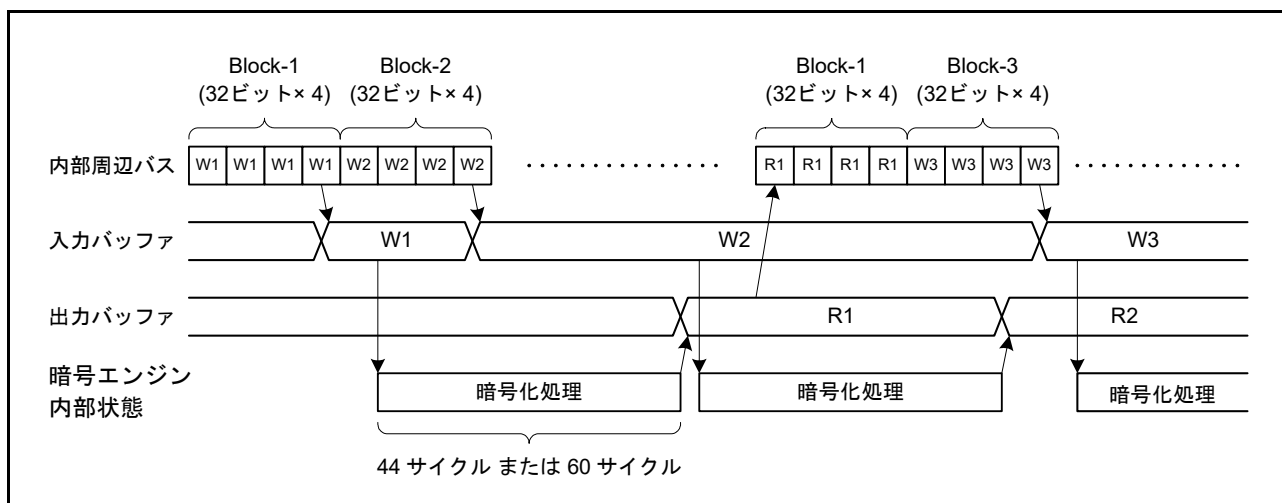 Block-1 Block-2 Block-1 Block-3
(32ビット× 4) (32ビット× 4) (32ビット× 4) (32ビット× 4)
内部周辺バス W1 W1 W1 W1 W2 W2 W2 W2 R1 R1 R1 R1 W3 W3 W3 W3
入力バッファ W1 W2 W3
出力バッファ R1 R2
暗号エンジン
内部状態 暗号化処理 暗号化処理 暗号化処理
44 サイクル または 60 サイクル